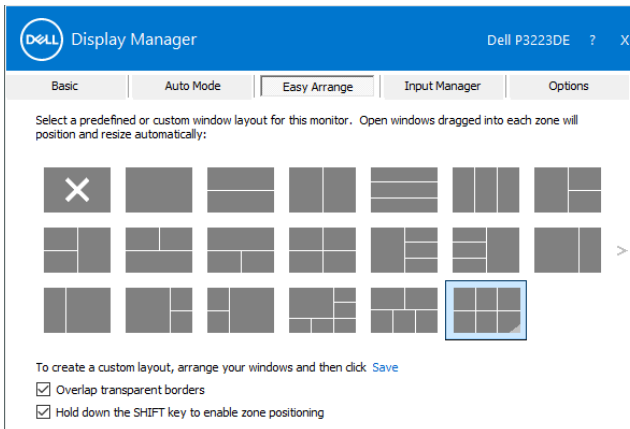 DELL Display Manager Dell P3223DE ? X
Basic Auto Mode Easy Arrange Input Manager Options
Select a predefined or custom window layout for this monitor. Open windows dragged into each zone will
position and resize automatically:
>
To create a custom layout, arrange your windows and then click Save
Overlap transparent borders
Hold down the SHIFT key to enable zone positioning